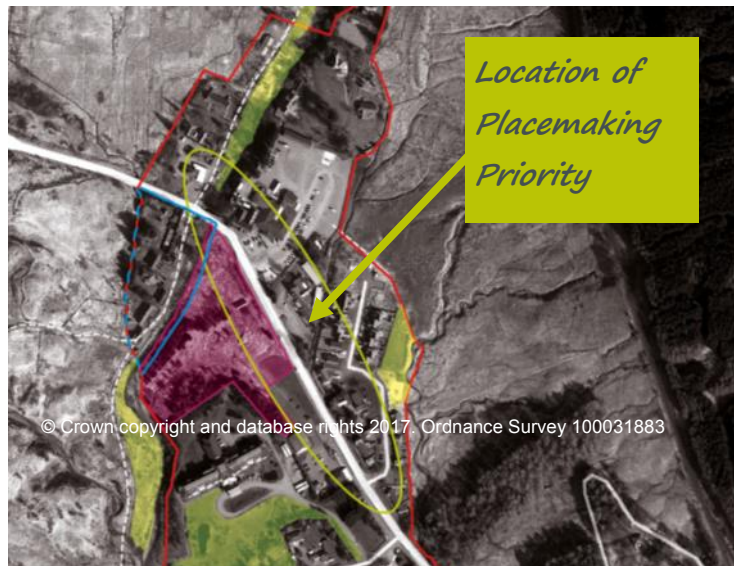 Location of
Placemaking
Priority
© Crown copyright and database rights 2017. Ordnance Survey 100031883